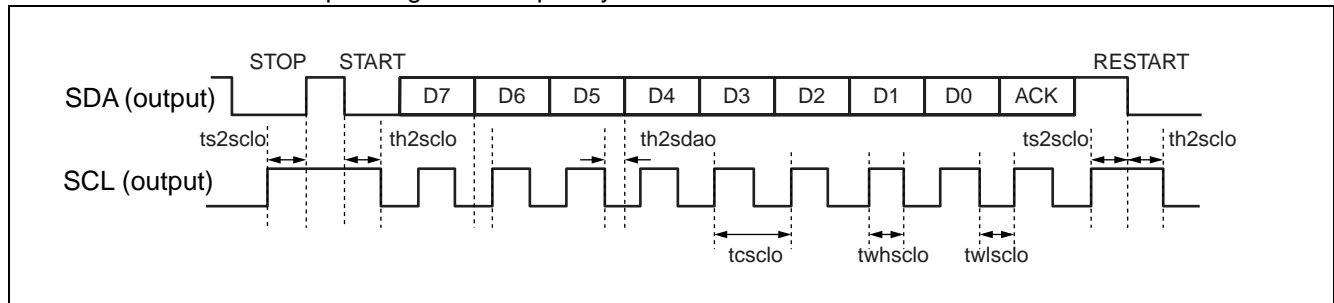 STOP START RESTART
SDA (output) D7 D6 D5 D4 D3 D2 D1 D0 ACK
ts2sclo th2sclo th2sdao ts2sclo th2sclo
SCL (output)
tcsclo twhsclo twlsclo